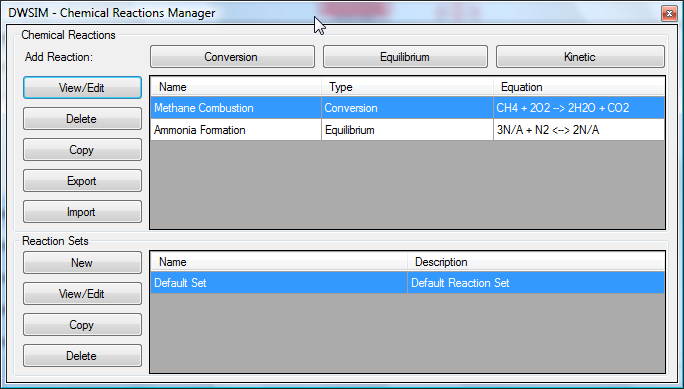 DWSIM - Chemical Reactions Manager
Chemical Reactions
Add Reaction: Conversion Equilibrium Kinetic
View/Edit
Delete
Copy
Export
Import
Name Type Equation
Methane Combustion Conversion CH4 + 2O2 --> 2H2O + CO2
Ammonia Formation Equilibrium 3N/A + N2 <--> 2N/A
Reaction Sets
New
View/Edit
Copy
Delete
Name Description
Default Set Default Reaction Set